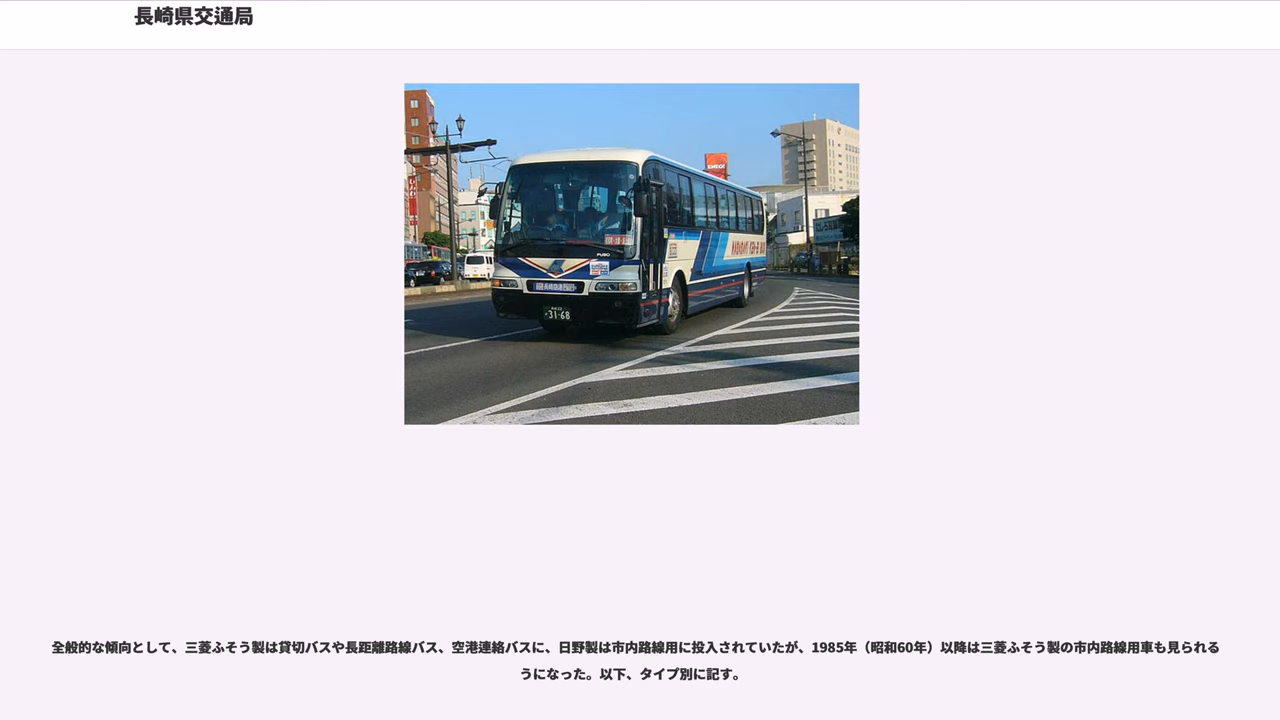 長崎県交通局
ENEOS
FUSO
31-68
全般的な傾向として、三菱ふそう製は貸切バスや長距離路線バス、空港連絡バスに、日野製は市内路線用に投入されていたが、1985年（昭和60年）以降は三菱ふそう製の市内路線用車も見られる
うになった。以下、タイプ別に記す。